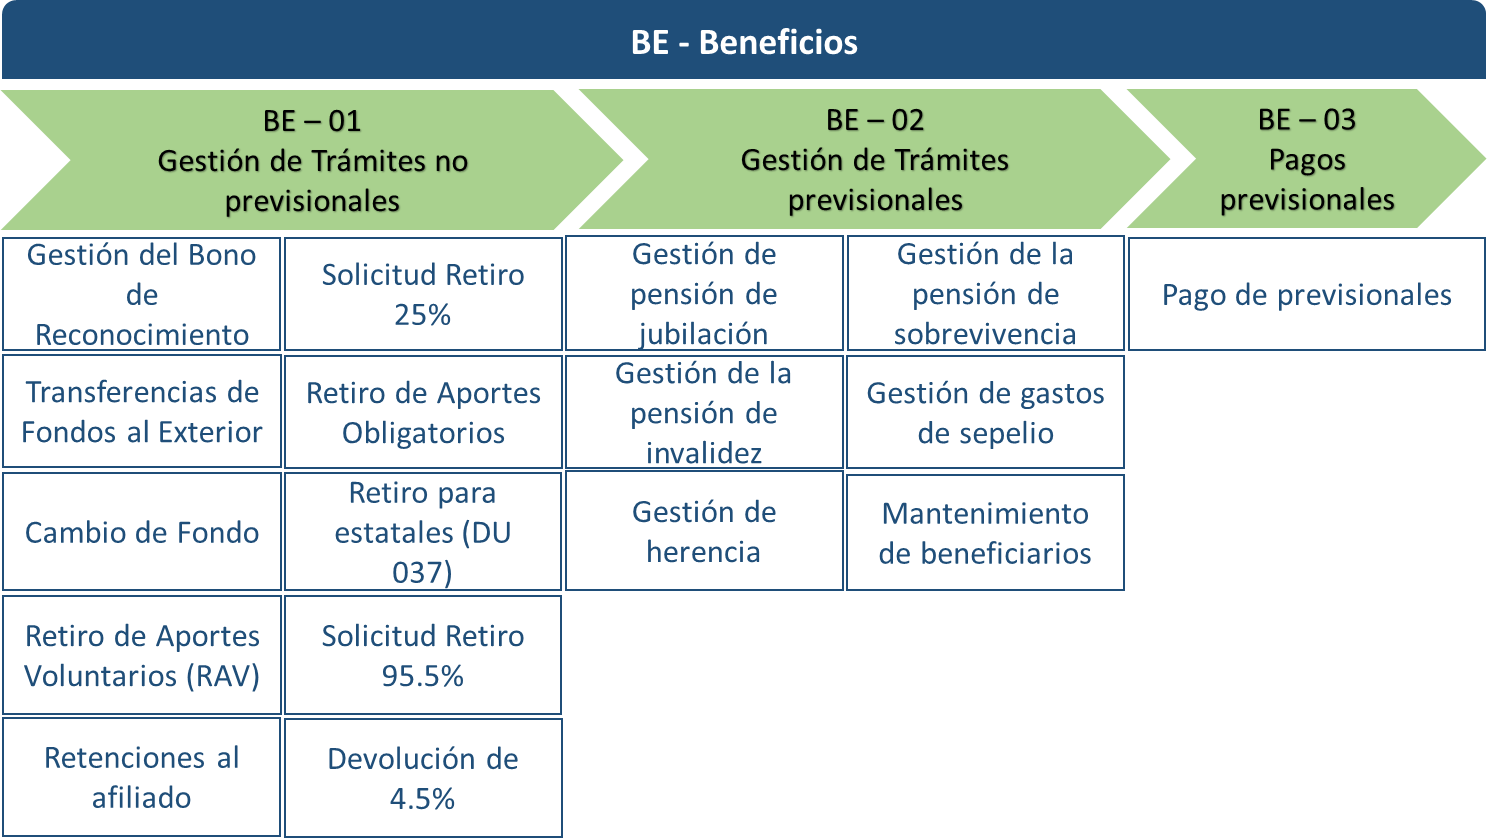 BE - Beneficios
BE – 01
Gestión de Trámites no
previsionales
BE – 02
Gestión de Trámites
previsionales
BE – 03
Pagos
previsionales
Gestión del Bono
de
Reconocimiento
Solicitud Retiro
25%
Gestión de
pensión de
jubilación
Gestión de la
pensión de
sobrevivencia
Pago de previsionales
Transferencias de
Fondos al Exterior
Retiro de Aportes
Obligatorios
Gestión de la
pensión de
invalidez
Gestión de gastos
de sepelio
Cambio de Fondo
Retiro para
estatales (DU
037)
Gestión de
herencia
Mantenimiento
de beneficiarios
Retiro de Aportes
Voluntarios (RAV)
Solicitud Retiro
95.5%
Retenciones al
afiliado
Devolución de
4.5%